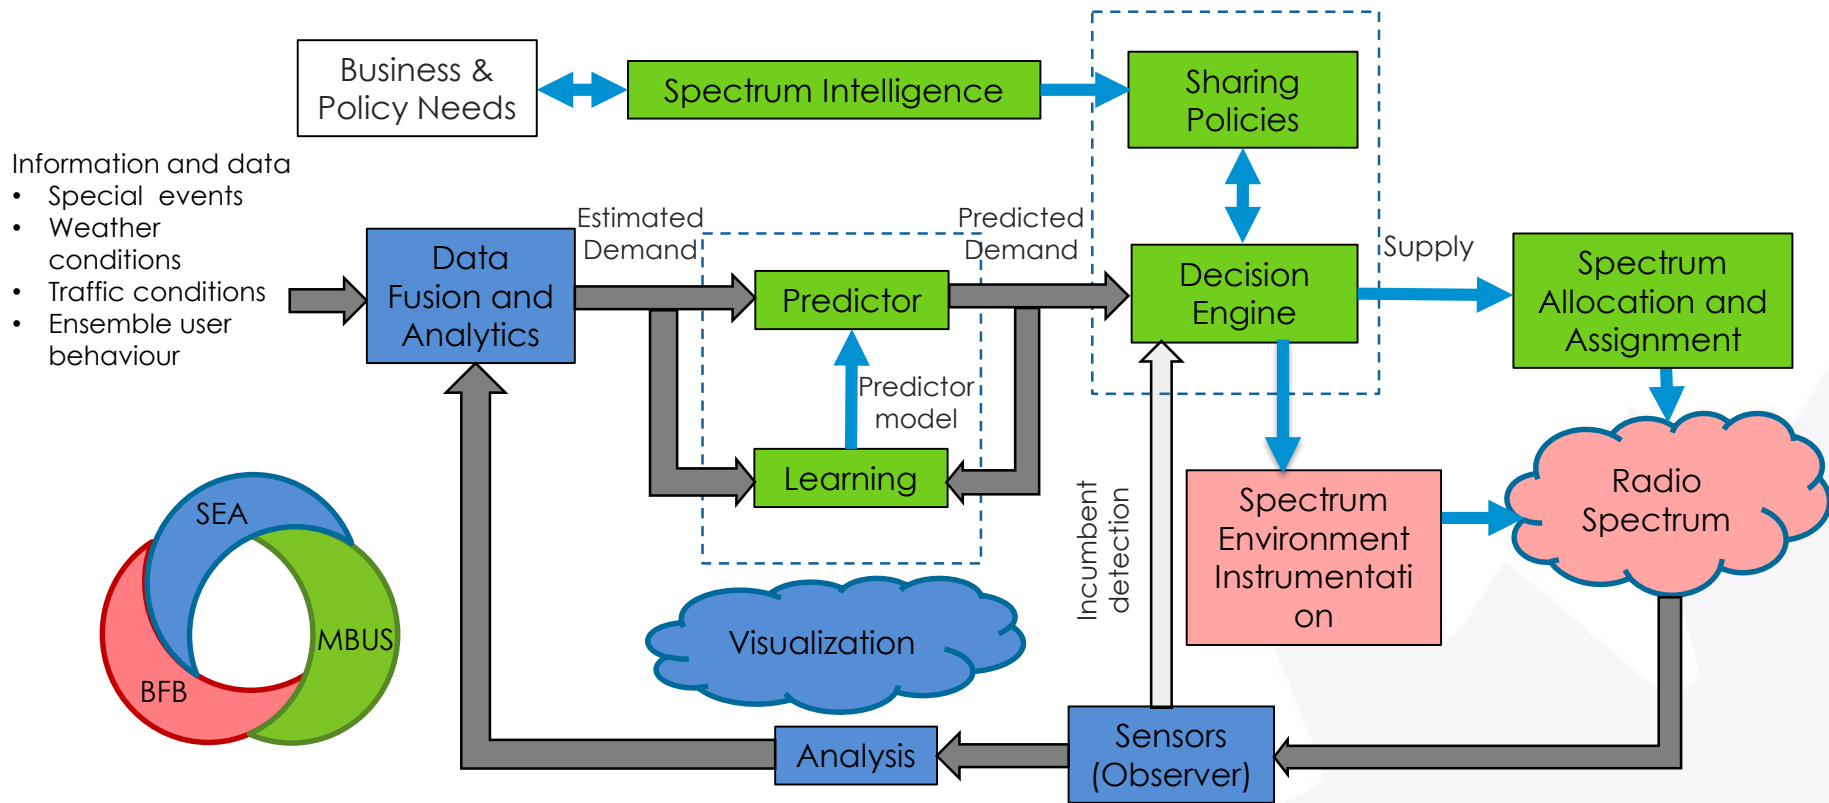 Business &
Policy Needs
Spectrum Intelligence
Sharing
Policies
Information and data
• Special events
• Weather
conditions
• Traffic conditions
• Ensemble user
behaviour
Data
Fusion and
Analytics
Estimated
Demand
Predictor
Predicted
Demand
Decision
Engine
Supply
Spectrum
Allocation and
Assignment
Predictor
model
Learning
Incumbent
detection
Spectrum
Environment
Instrumentati
on
Radio
Spectrum
SEA
MBUS
BFB
Visualization
Analysis
Sensors
(Observer)